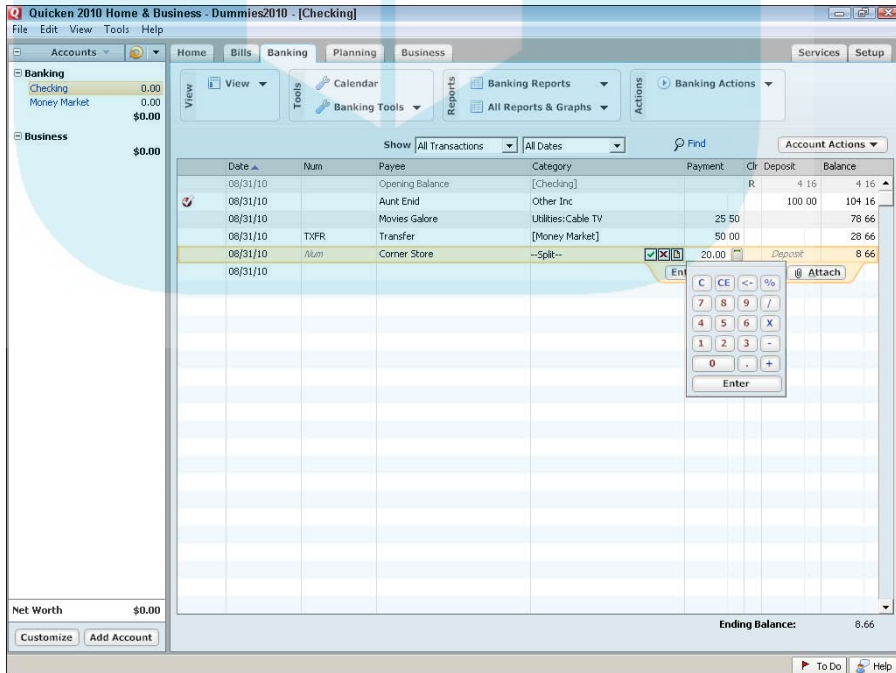 Quicken 2010 Home & Business - Dummies2010 - [Checking]
File Edit View Tools Help
Accounts
Home Bills Banking Planning Business Services Setup
Banking
Checking 0.00
Money Market 0.00
$0.00
Business
$0.00
View
View
Tools
Calendar
Banking Tools
Reports
Banking Reports
All Reports & Graphs
Actions
Banking Actions
Show All Transactions All Dates Find Account Actions
Date Num Payee Category Payment Clr Deposit Balance
08/31/10 Opening Balance [Checking] R 4 16 4 16
08/31/10 Aunt Enid Other Inc 100 00 104 16
08/31/10 Movies Galore Utilities:Cable TV 25 50 78 66
08/31/10 TXFR Transfer [Money Market] 50 00 28 66
08/31/10 Num Corner Store --Split-- 20.00 Deposit 8 66
08/31/10 Ent Attach
C CE <- %
7 8 9 /
4 5 6 X
1 2 3 -
0 . +
Enter
Net Worth $0.00
Customize Add Account
Ending Balance: 8.66
To Do Help